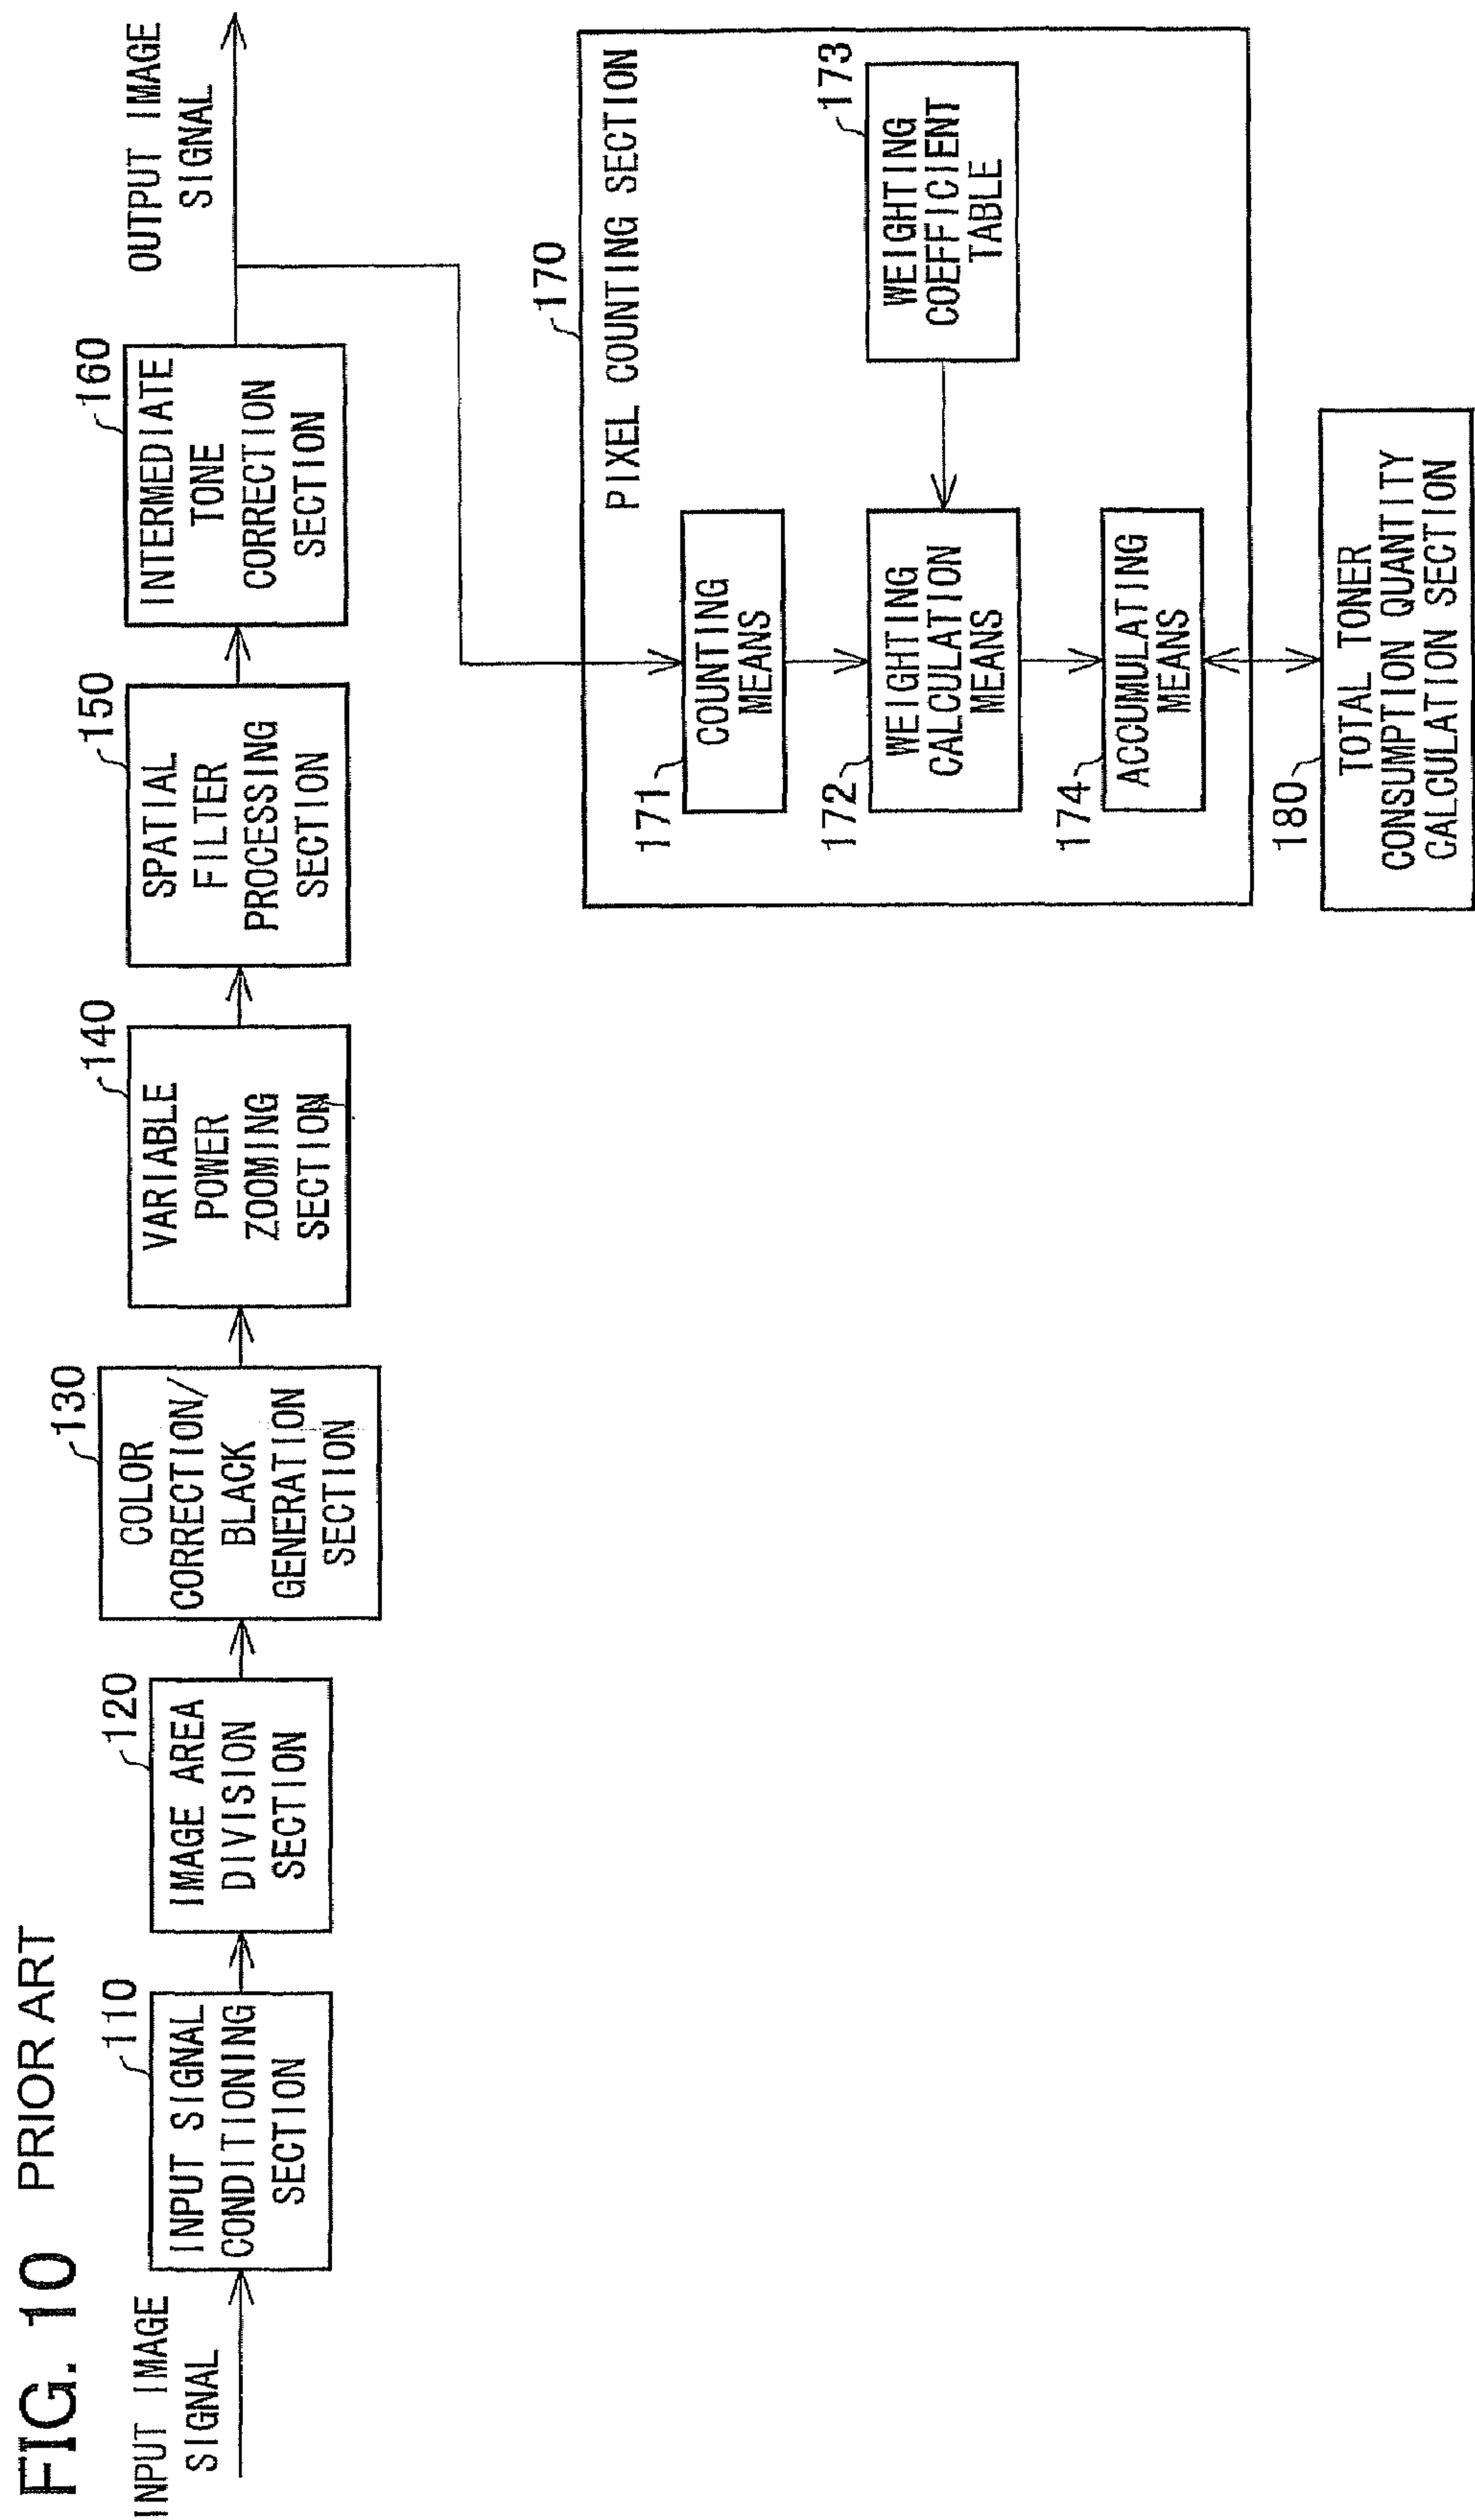 FIG. 10 PRIOR ART
INPUT IMAGE
SIGNAL
110
INPUT SIGNAL
CONDITIONING
SECTION
120
IMAGE AREA
DIVISION
SECTION
130
COLOR
CORRECTION/
BLACK
GENERATION
SECTION
140
VARIABLE
POWER
ZOOMING
SECTION
150
SPATIAL
FILTER
PROCESSING
SECTION
160
INTERMEDIATE
TONE
CORRECTION
SECTION
OUTPUT IMAGE
SIGNAL
170
PIXEL COUNTING SECTION
171
COUNTING
MEANS
172
WEIGHTING
CALCULATION
MEANS
173
WEIGHTING
COEFFICIENT
TABLE
174
ACCUMULATING
MEANS
180
TOTAL TONER
CONSUMPTION QUANTITY
CALCULATION SECTION